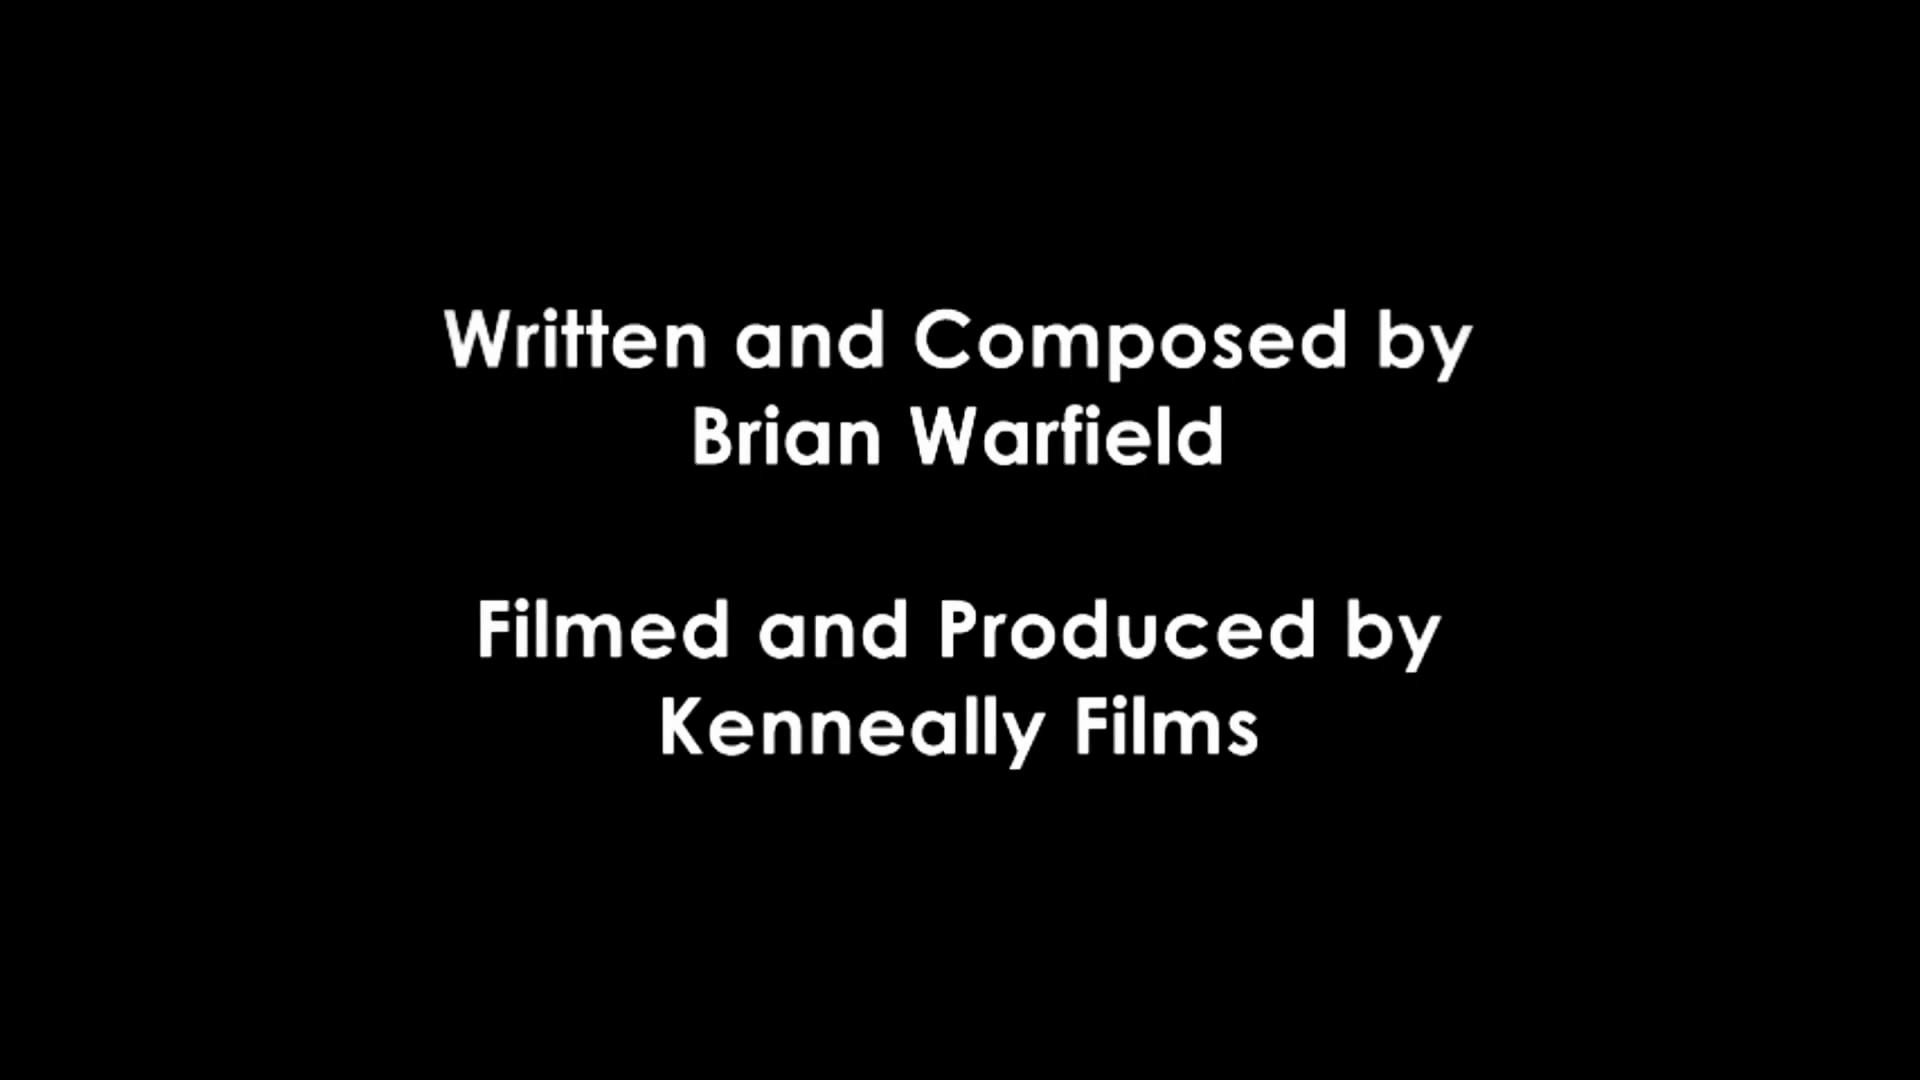 Written and Composed by
Brian Warfield
Filmed and Produced by
Kenneally Films